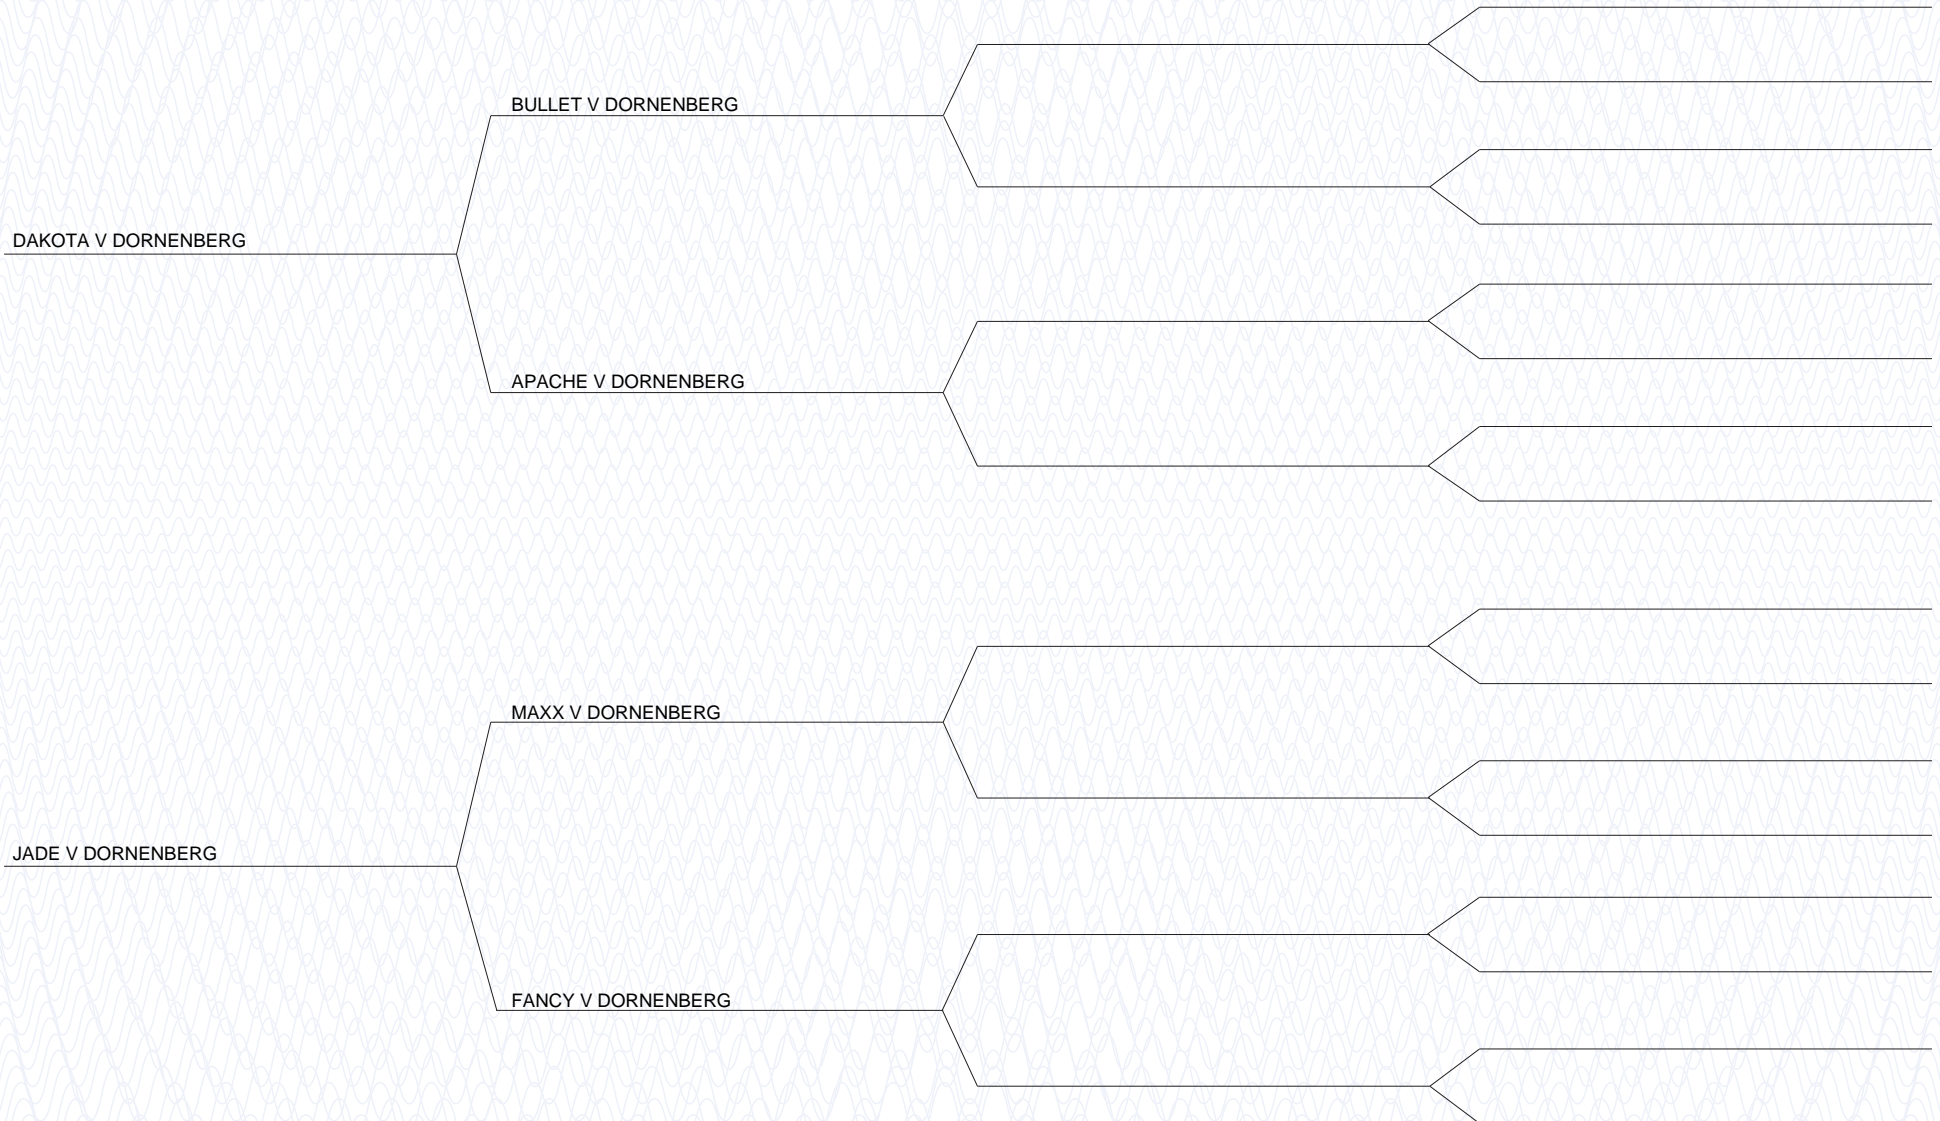 BULLET V DORNENBERG
DAKOTA V DORNENBERG
APACHE V DORNENBERG
MAXX V DORNENBERG
JADE V DORNENBERG
FANCY V DORNENBERG